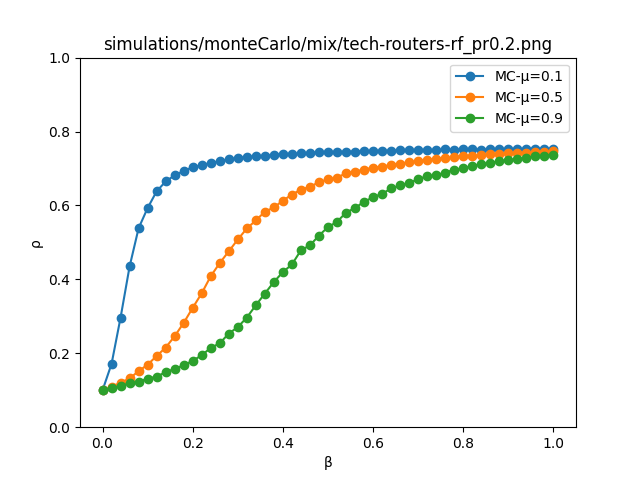 simulations/monteCarlo/mix/tech-routers-rf_pr0.2.png
MC-μ=0.1
MC-μ=0.5
MC-μ=0.9
1.0
0.8
0.6
0.4
0.2
0.0
ρ
0.0 0.2 0.4 0.6 0.8 1.0
β